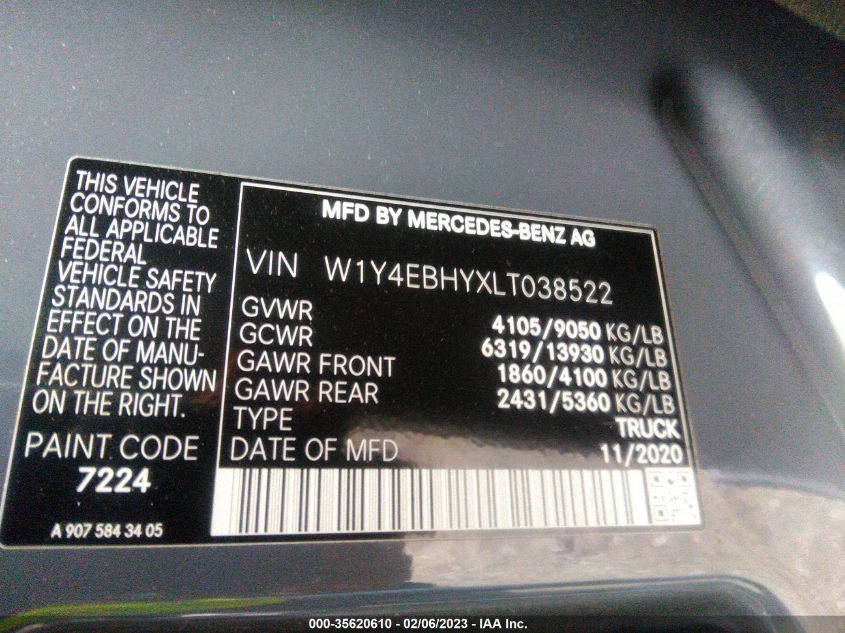 THIS VEHICLE
CONFORMS TO
ALL APPLICABLE
FEDERAL
VEHICLE SAFETY
STANDARDS IN
EFFECT ON THE
DATE OF MANU-
FACTURE SHOWN
ON THE RIGHT.
PAINT CODE
7224
A 907 584 34 05
MFD BY MERCEDES-BENZ AG
VIN W1Y4EBHYXLT038522
GVWR 4105/9050 KG/LB
GCWR 6319/13930 KG/LB
GAWR FRONT 1860/4100 KG/LB
GAWR REAR 2431/5360 KG/LB
TYPE TRUCK
DATE OF MFD 11/2020
000-35620610 - 02/06/2023 - IAA Inc.